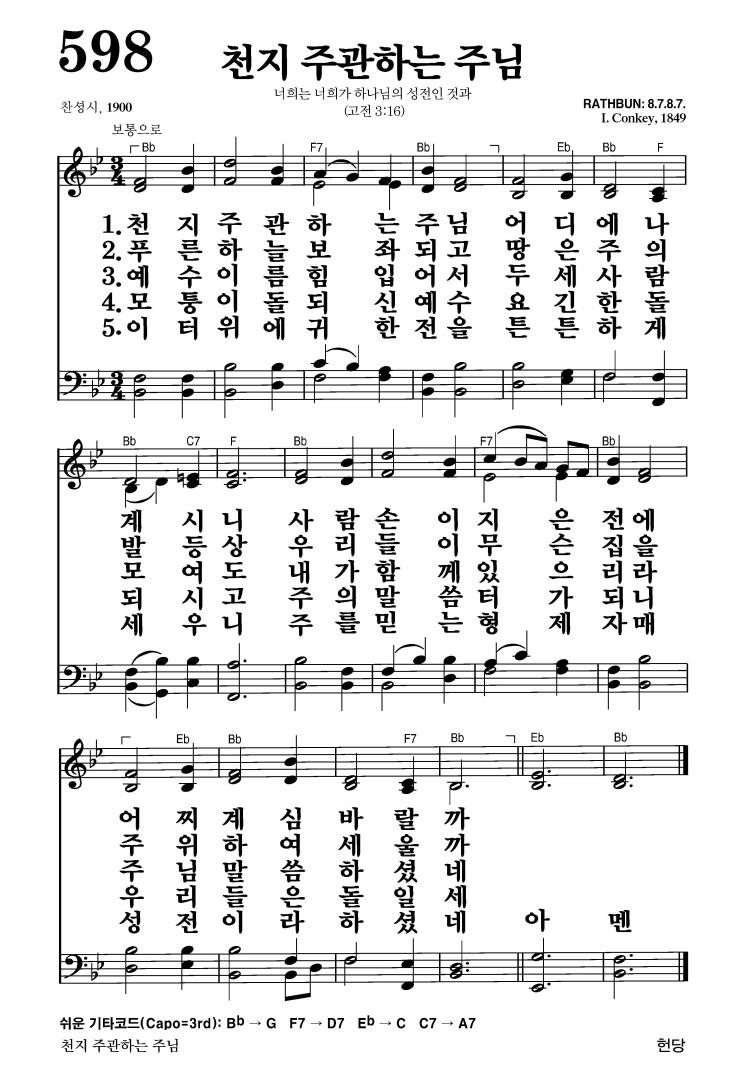 598
천지 주관하는 주님
너희는 너희가 하나님의 성전인 것과
(고전 3:16)
찬셩시, 1900
RATHBUN: 8.7.8.7.
I. Conkey, 1849
보통으로
Bb F7 Bb Eb Bb F
3 4
1. 천 지 주 관 하 는 주 님 어 디 에 나
2. 푸 른 하 늘 보 좌 되 고 땅 은 주 의
3. 예 수 이 름 힘 입 어 서 두 세 사 람
4. 모 퉁 이 돌 되 신 예 수 요 긴 한 돌
5. 이 터 위 에 귀 한 전 을 튼 튼 하 게
3 4
Bb C7 F Bb F7 Bb
계 시 니 사 람 손 이 지 은 전 에
발 등 상 우 리 들 이 무 슨 집 을
모 여 도 내 가 함 께 있 으 리 라
되 시 고 주 의 말 씀 터 가 되 니
세 우 니 주 를 믿 는 형 제 자 매
Eb Bb F7 Bb Eb Bb
어 찌 계 심 바 랄 까
주 위 하 여 세 울 까
주 님 말 씀 하 셨 네
우 리 들 은 돌 일 세
성 전 이 라 하 셨 네 아 멘
쉬운 기타코드(Capo=3rd): Bb → G F7 → D7 Eb → C C7 → A7
천지 주관하는 주님
헌당